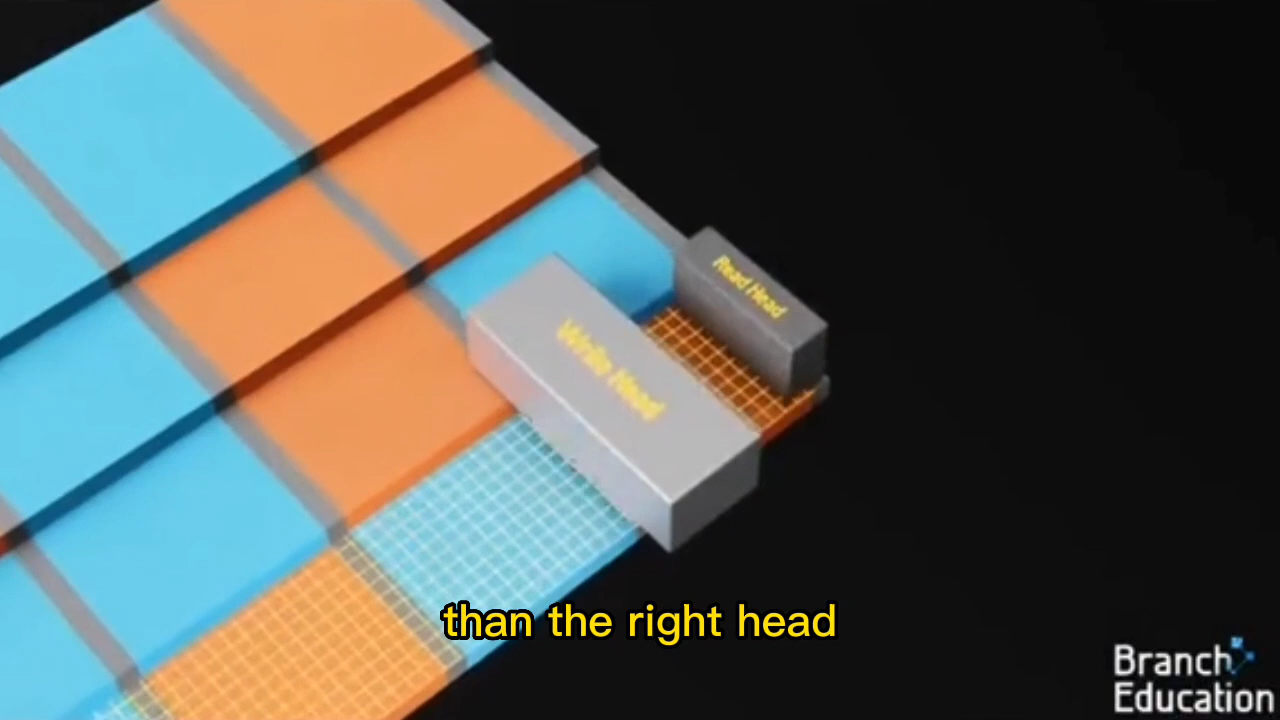 Read Head
Write Head
than the right head
Branch
Education